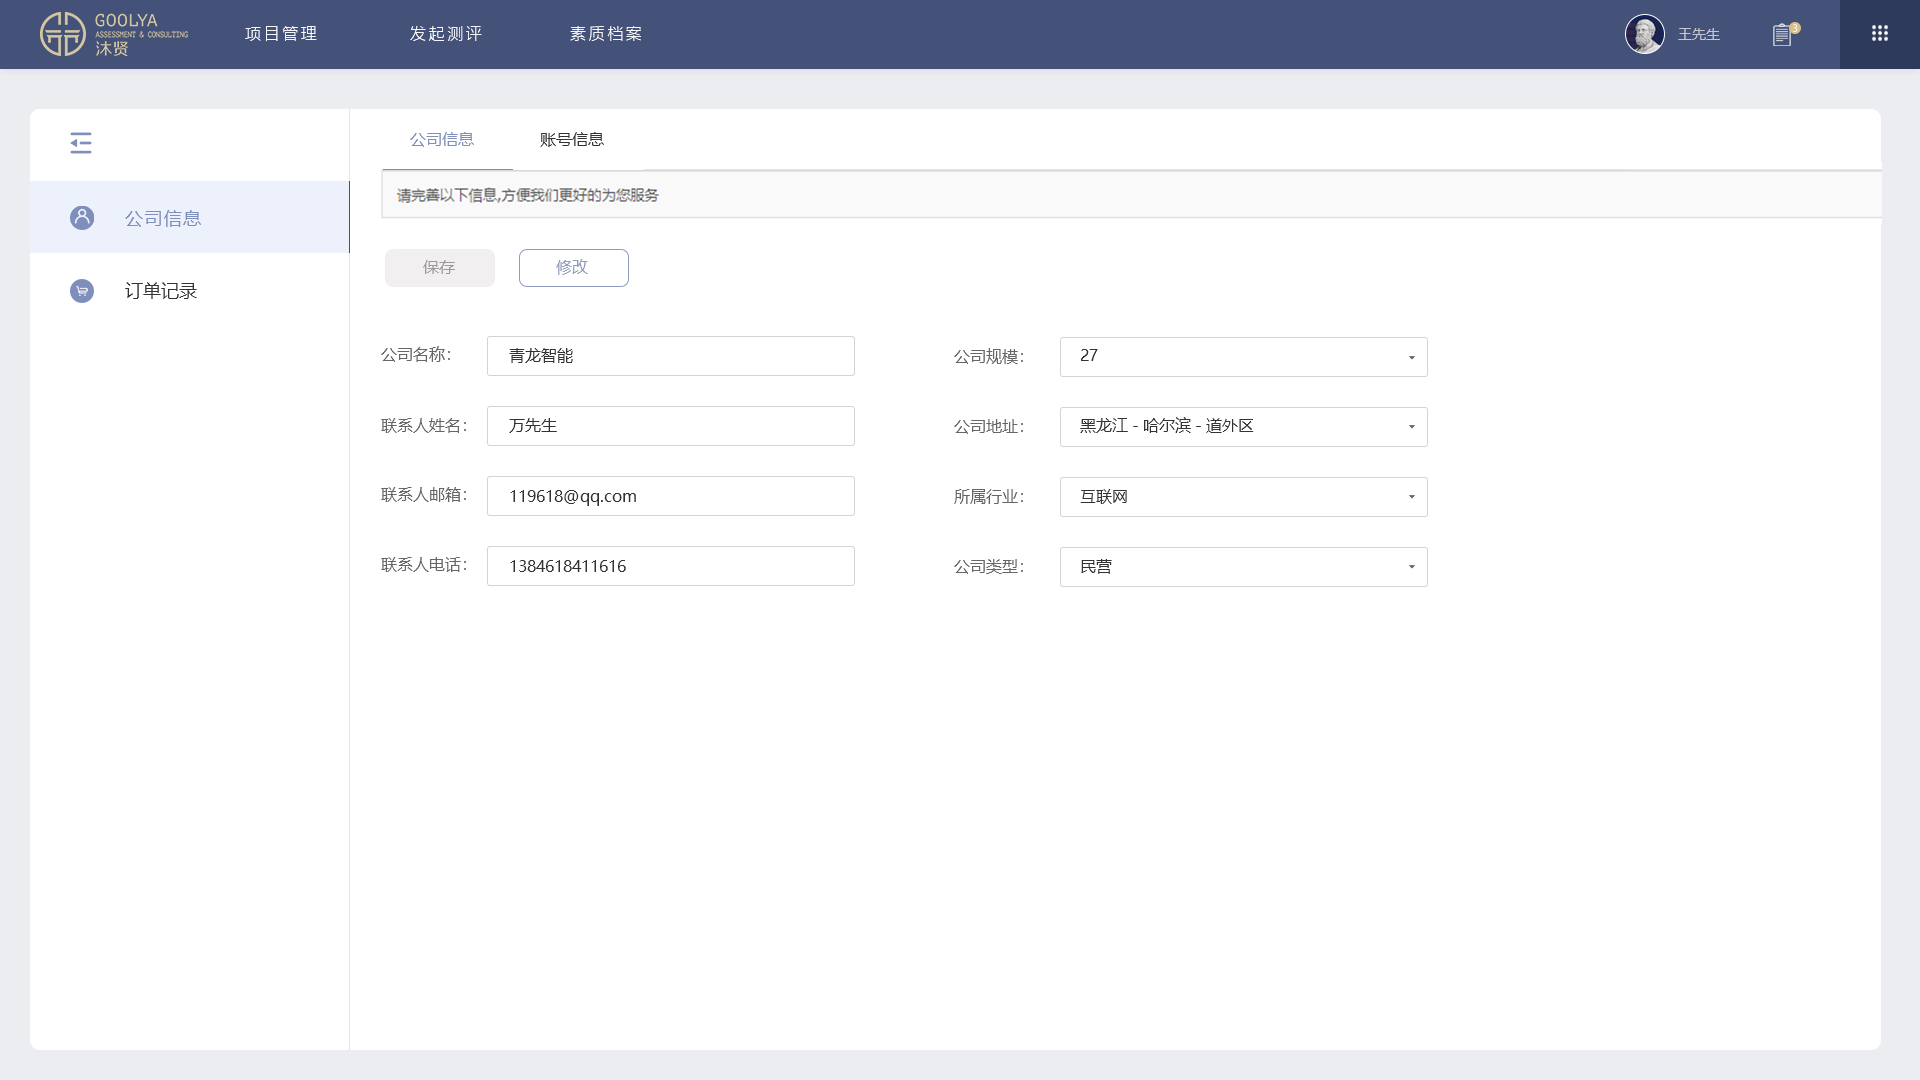 GOOLYA
ASSESSMENT & CONSULTING
沐贤
项目管理
发起测评
素质档案
王先生
3
公司信息
订单记录
公司信息
账号信息
请完善以下信息,方便我们更好的为您服务
保存
修改
公司名称：
青龙智能
公司规模：
27
联系人姓名：
万先生
公司地址：
黑龙江 - 哈尔滨 - 道外区
联系人邮箱：
119618@qq.com
所属行业：
互联网
联系人电话：
1384618411616
公司类型：
民营